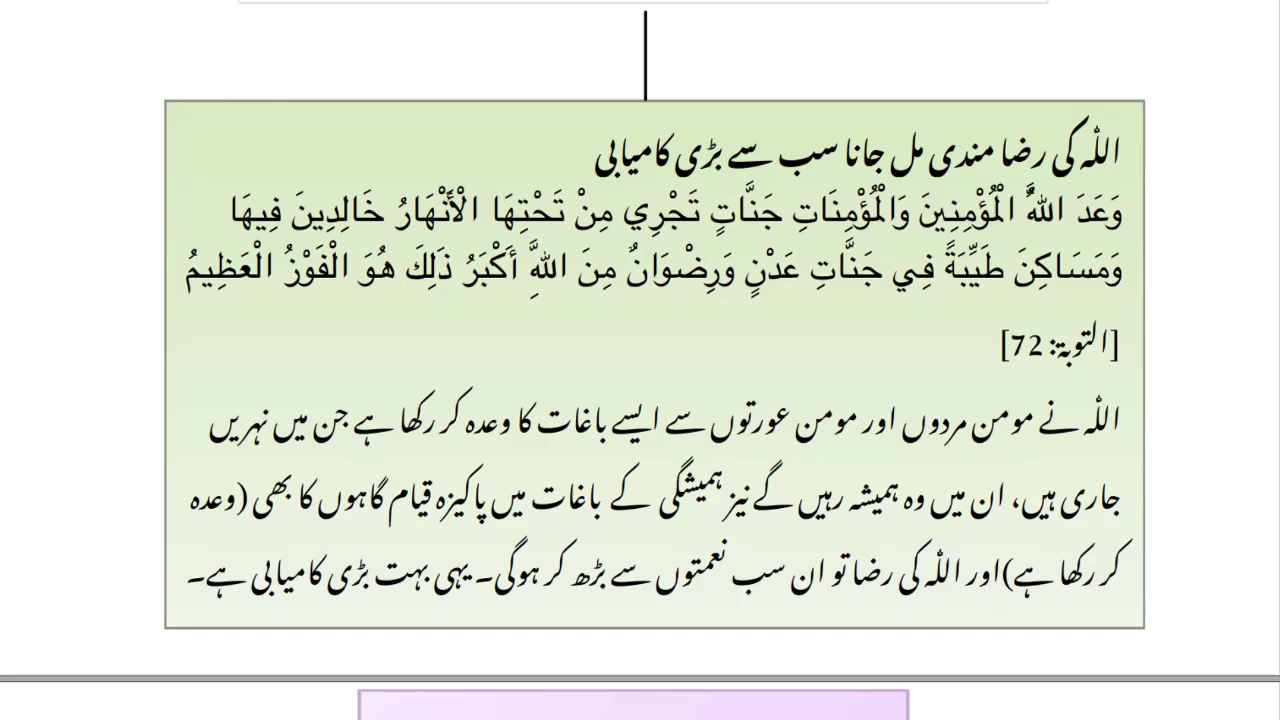 اللہ کی رضا مندی مل جانا سب سے بڑی کامیابی
وَعَدَ اللهُ الْمُؤْمِنِينَ وَالْمُؤْمِنَاتِ جَنَّاتٍ تَجْرِي مِنْ تَحْتِهَا الْأَنْهَارُ خَالِدِينَ فِيهَا
وَمَسَاكِنَ طَيِّبَةً فِي جَنَّاتِ عَدْنٍ وَرِضْوَانٌ مِنَ اللهِ أَكْبَرُ ذَلِكَ هُوَ الْفَوْزُ الْعَظِيمُ
[التوبة: 72]
اللہ نے مومن مردوں اور مومن عورتوں سے ایسے باغات کا وعدہ کر رکھا ہے جن میں نہریں
جاری ہیں، ان میں وہ ہمیشہ رہیں گے نیز ہمیشگی کے باغات میں پاکیزہ قیام گاہوں کا بھی (وعدہ
کر رکھا ہے) اور اللہ کی رضا تو ان سب نعمتوں سے بڑھ کر ہوگی۔ یہی بہت بڑی کامیابی ہے۔